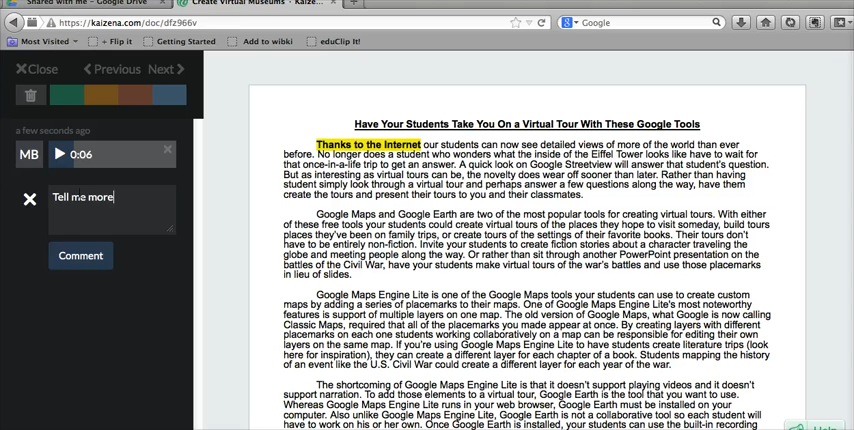 Shared with me – Google Drive
Create Virtual Museums - Kaize...
https://kaizena.com/doc/dfz966v
Google
Most Visited
+ Flip it
Getting Started
Add to wibki
eduClip It!
Close
Previous
Next
a few seconds ago
MB
0:06
Tell me more
Comment
Have Your Students Take You On a Virtual Tour With These Google Tools
Thanks to the Internet our students can now see detailed views of more of the world than ever
before. No longer does a student who wonders what the inside of the Eiffel Tower looks like have to wait for
that once-in-a-life trip to get an answer. A quick look on Google Streetview will answer that student's question.
But as interesting as virtual tours can be, the novelty does wear off sooner than later. Rather than having
student simply look through a virtual tour and perhaps answer a few questions along the way, have them
create the tours and present their tours to you and their classmates.
Google Maps and Google Earth are two of the most popular tools for creating virtual tours. With either
of these free tools your students could create virtual tours of the places they hope to visit someday, build tours
places they've been on family trips, or create tours of the settings of their favorite books. Their tours don't
have to be entirely non-fiction. Invite your students to create fiction stories about a character traveling the
globe and meeting people along the way. Or rather than sit through another PowerPoint presentation on the
battles of the Civil War, have your students make virtual tours of the war's battles and use those placemarks
in lieu of slides.
Google Maps Engine Lite is one of the Google Maps tools your students can use to create custom
maps by adding a series of placemarks to their maps. One of Google Maps Engine Lite's most noteworthy
features is support of multiple layers on one map. The old version of Google Maps, what Google is now calling
Classic Maps, required that all of the placemarks you made appear at once. By creating layers with different
placemarks on each one students working collaboratively on a map can be responsible for editing their own
layers on the same map. If you're using Google Maps Engine Lite to have students create literature trips (look
here for inspiration), they can create a different layer for each chapter of a book. Students mapping the history
of an event like the U.S. Civil War could create a different layer for each year of the war.
The shortcoming of Google Maps Engine Lite is that it doesn't support playing videos and it doesn't
support narration. To add those elements to a virtual tour, Google Earth is the tool that you want to use.
Whereas Google Maps Engine Lite runs in your web browser, Google Earth must be installed on your
computer. Also unlike Google Maps Engine Lite, Google Earth is not a collaborative tool so each student will
have to work on his or her own. Once Google Earth is installed, your students can use the built-in recording
Help